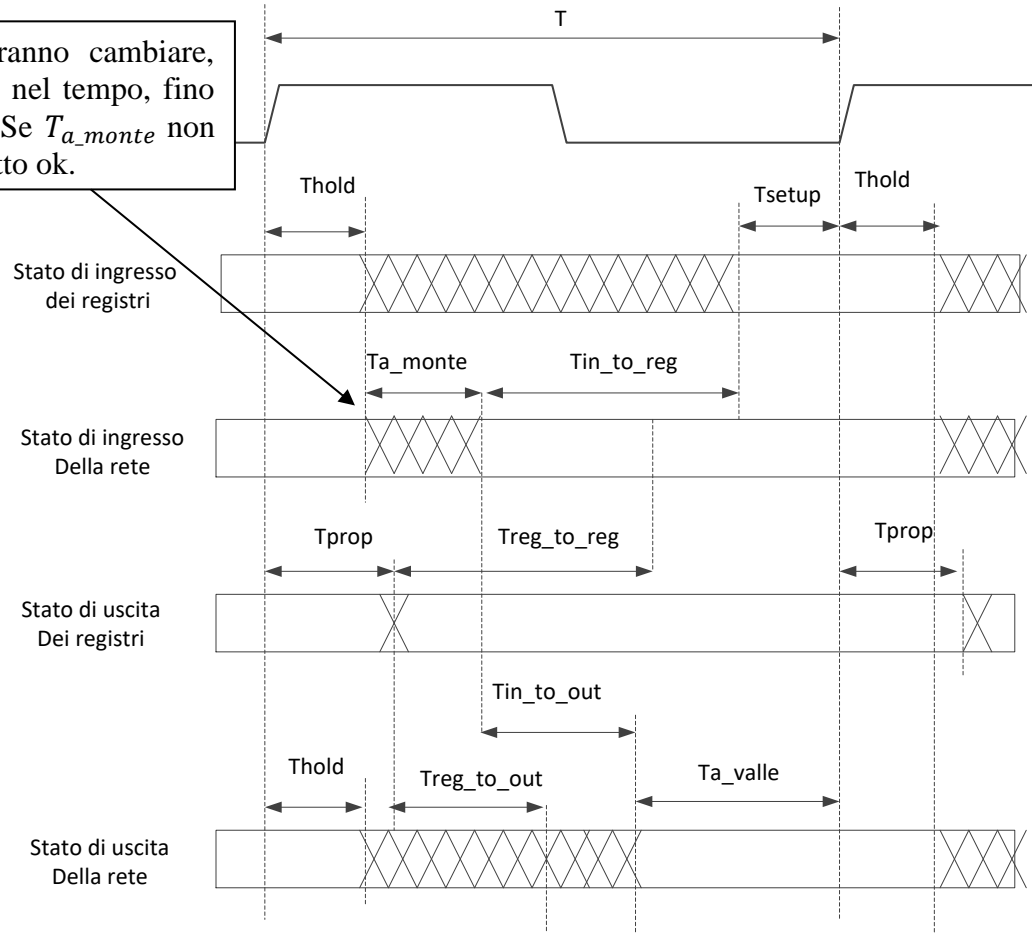 T
ranno cambiare,
nel tempo, fino
Se T_{a_monte} non
tto ok.
Thold
Tsetup
Thold
Stato di ingresso
dei registri
Ta_monte
Tin_to_reg
Stato di ingresso
Della rete
Tprop
Treg_to_reg
Tprop
Stato di uscita
Dei registri
Tin_to_out
Thold
Treg_to_out
Ta_valle
Stato di uscita
Della rete